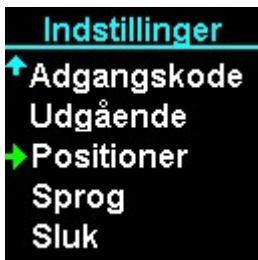 Indstillinger
Adgangskode
Udgående
Positioner
Sprog
Sluk